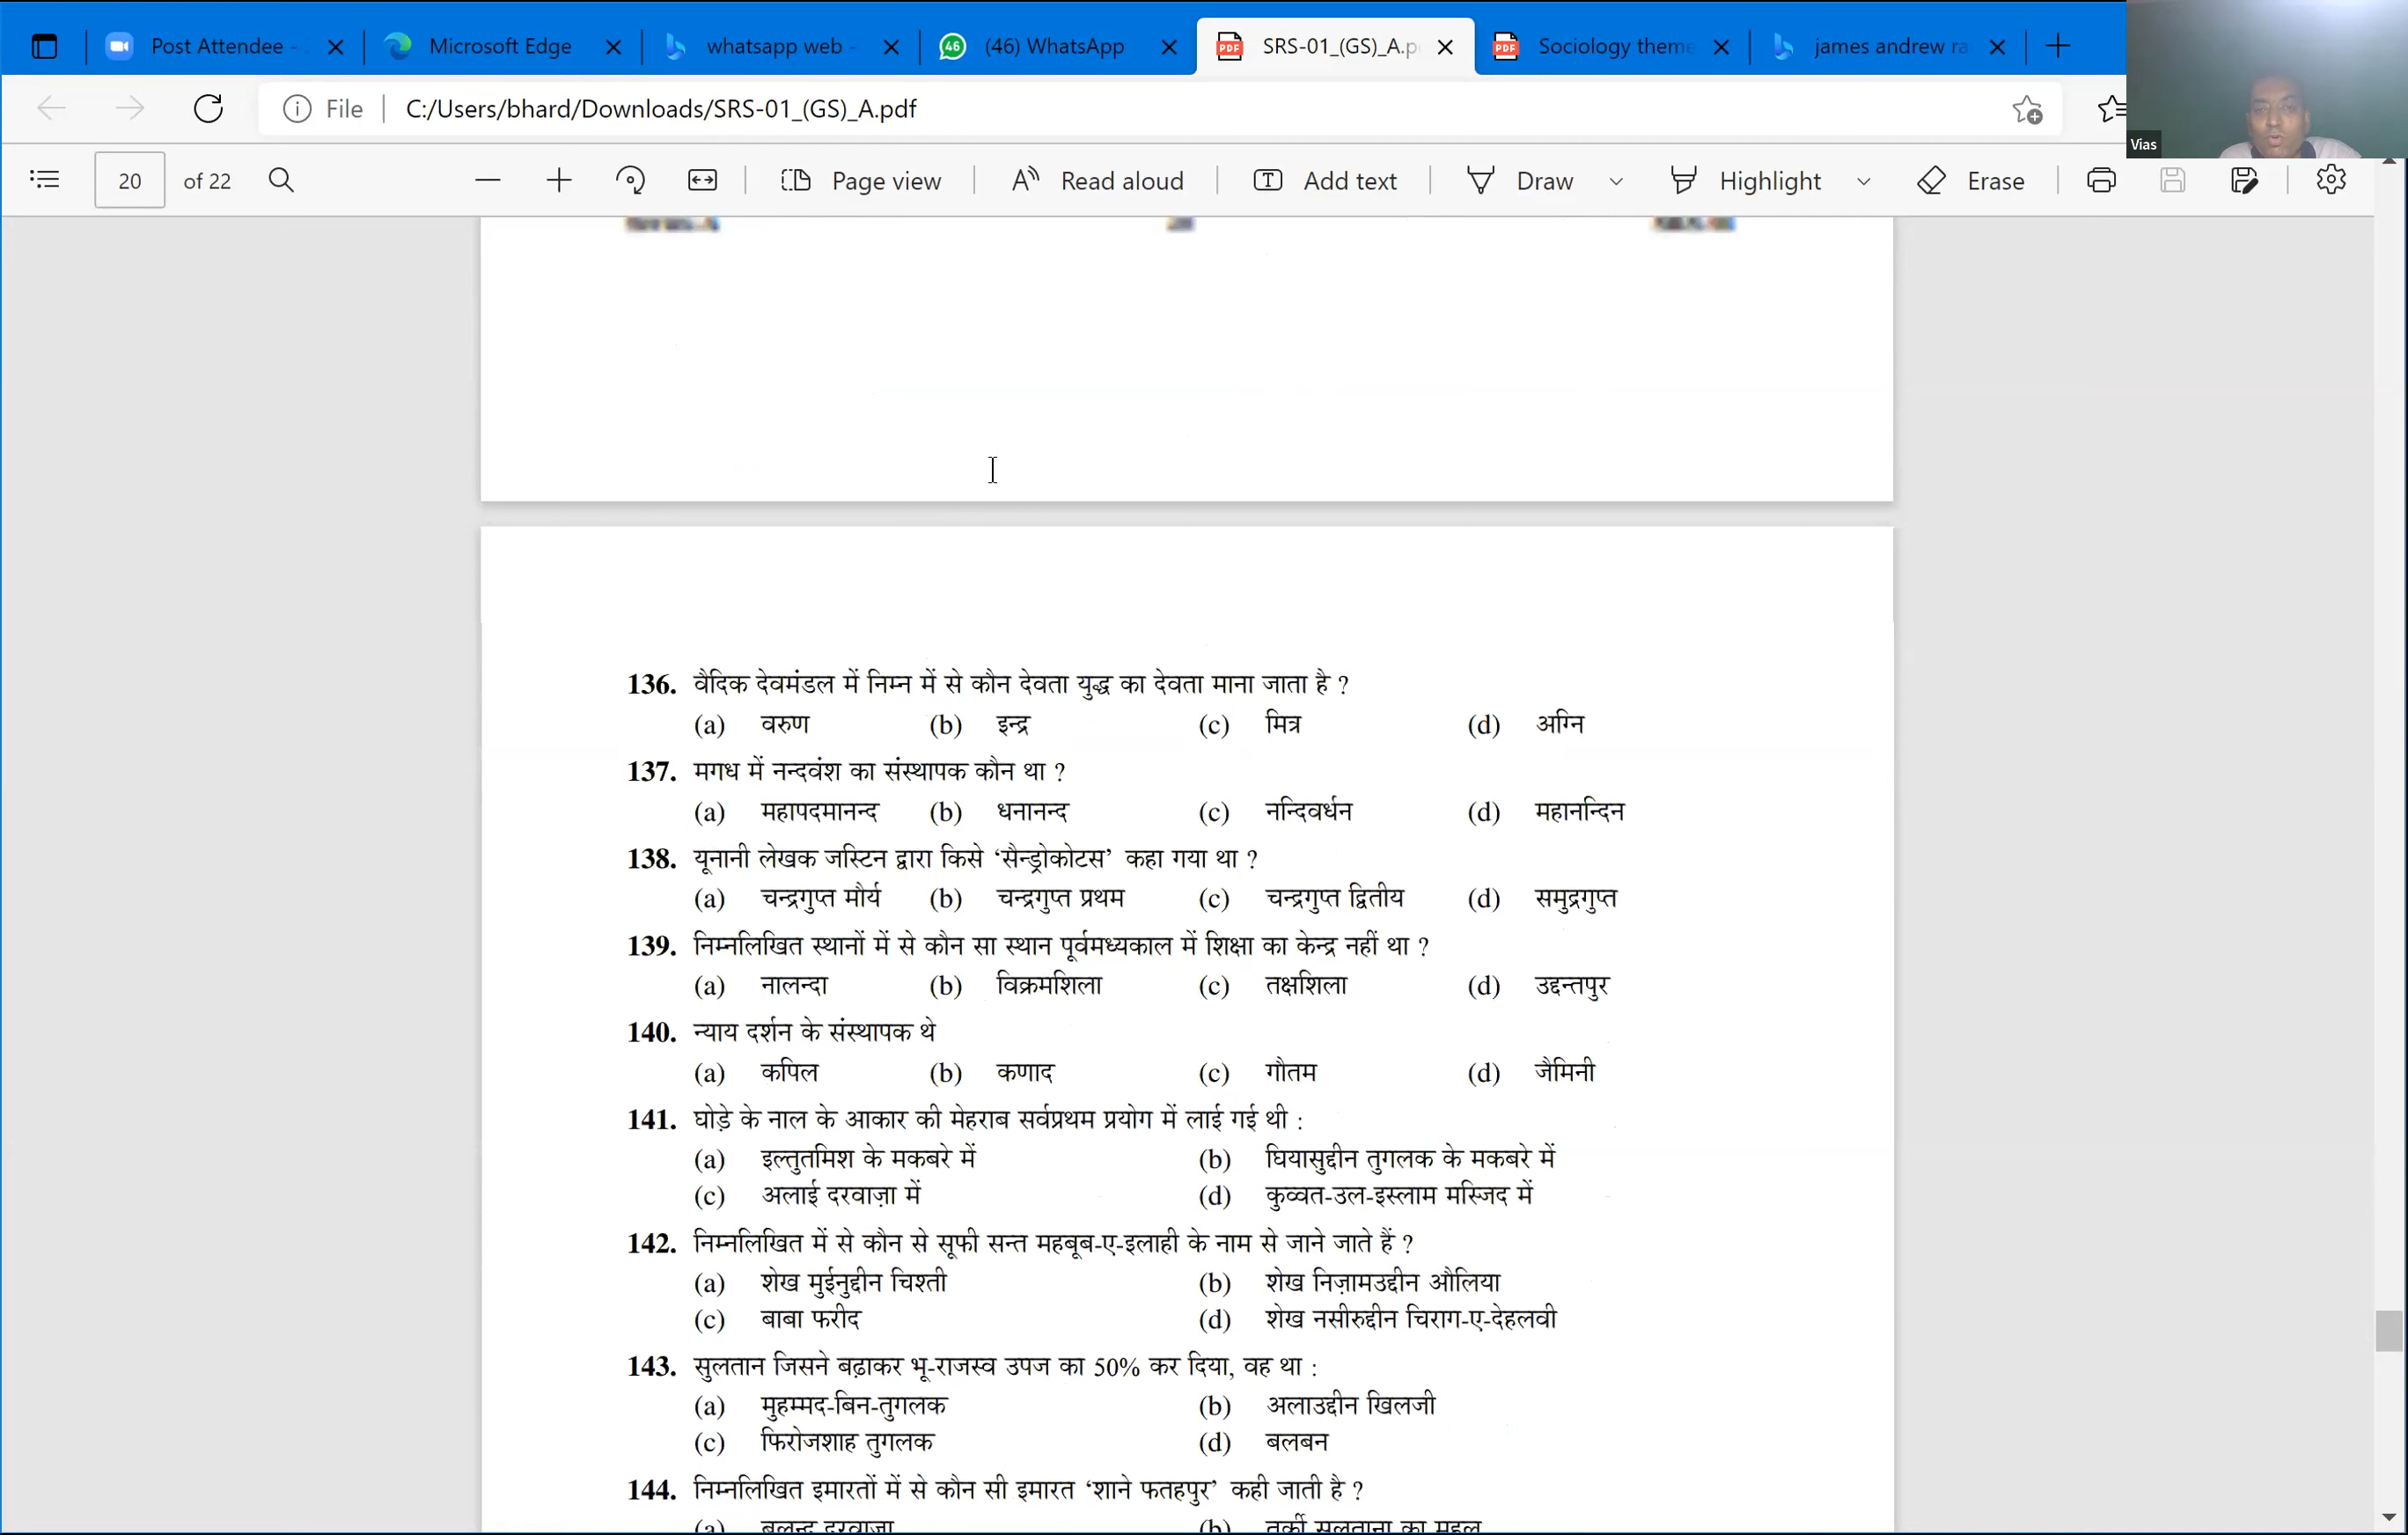 Post Attendee -
Microsoft Edge
whatsapp web -
46
(46) WhatsApp
PDF
SRS-01_(GS)_A.p
PDF
Sociology theme
james andrew ra
File
C:/Users/bhard/Downloads/SRS-01_(GS)_A.pdf
Vias
20
of 22
Page view
Read aloud
Add text
Draw
Highlight
Erase
136. वैदिक देवमंडल में निम्न में से कौन देवता युद्ध का देवता माना जाता है ?
(a) वरुण (b) इन्द्र (c) मित्र (d) अग्नि
137. मगध में नन्दवंश का संस्थापक कौन था ?
(a) महापदमानन्द (b) धनानन्द (c) नन्दिवर्धन (d) महानन्दिन
138. यूनानी लेखक जस्टिन द्वारा किसे ‘सैन्ड्रोकोटस’ कहा गया था ?
(a) चन्द्रगुप्त मौर्य (b) चन्द्रगुप्त प्रथम (c) चन्द्रगुप्त द्वितीय (d) समुद्रगुप्त
139. निम्नलिखित स्थानों में से कौन सा स्थान पूर्वमध्यकाल में शिक्षा का केन्द्र नहीं था ?
(a) नालन्दा (b) विक्रमशिला (c) तक्षशिला (d) उद्दन्तपुर
140. न्याय दर्शन के संस्थापक थे
(a) कपिल (b) कणाद (c) गौतम (d) जैमिनी
141. घोड़े के नाल के आकार की मेहराब सर्वप्रथम प्रयोग में लाई गई थी :
(a) इल्तुतमिश के मकबरे में (b) घियासुद्दीन तुगलक के मकबरे में
(c) अलाई दरवाज़ा में (d) कुव्वत-उल-इस्लाम मस्जिद में
142. निम्नलिखित में से कौन से सूफी सन्त महबूब-ए-इलाही के नाम से जाने जाते हैं ?
(a) शेख मुईनुद्दीन चिश्ती (b) शेख निज़ामउद्दीन औलिया
(c) बाबा फरीद (d) शेख नसीरुद्दीन चिराग-ए-देहलवी
143. सुलतान जिसने बढ़ाकर भू-राजस्व उपज का 50% कर दिया, वह था :
(a) मुहम्मद-बिन-तुगलक (b) अलाउद्दीन खिलजी
(c) फिरोजशाह तुगलक (d) बलबन
144. निम्नलिखित इमारतों में से कौन सी इमारत ‘शाने फतहपुर’ कही जाती है ?
(a) बुलन्द दरवाजा (b) तुर्की सुलताना का महल